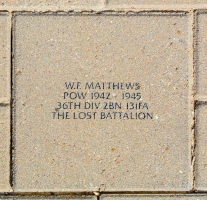 W.F. MATTHEWS
POW 1942 - 1945
36TH DIV 2BN 131FA
THE LOST BATTALION